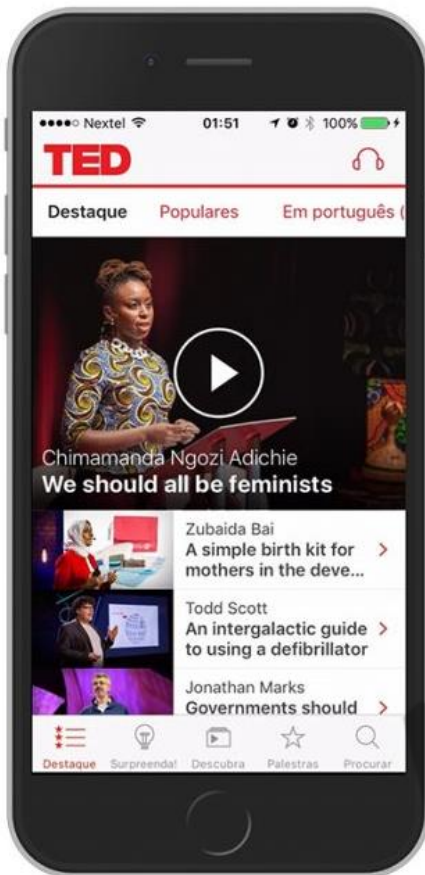 Nextel 01:51 100%
TED
Destaque Populares Em português (
Chimamanda Ngozi Adichie
We should all be feminists
Zubaida Bai
A simple birth kit for
mothers in the deve...
Todd Scott
An intergalactic guide
to using a defibrillator
Jonathan Marks
Governments should
Destaque Surpreenda! Descubra Palestras Procurar